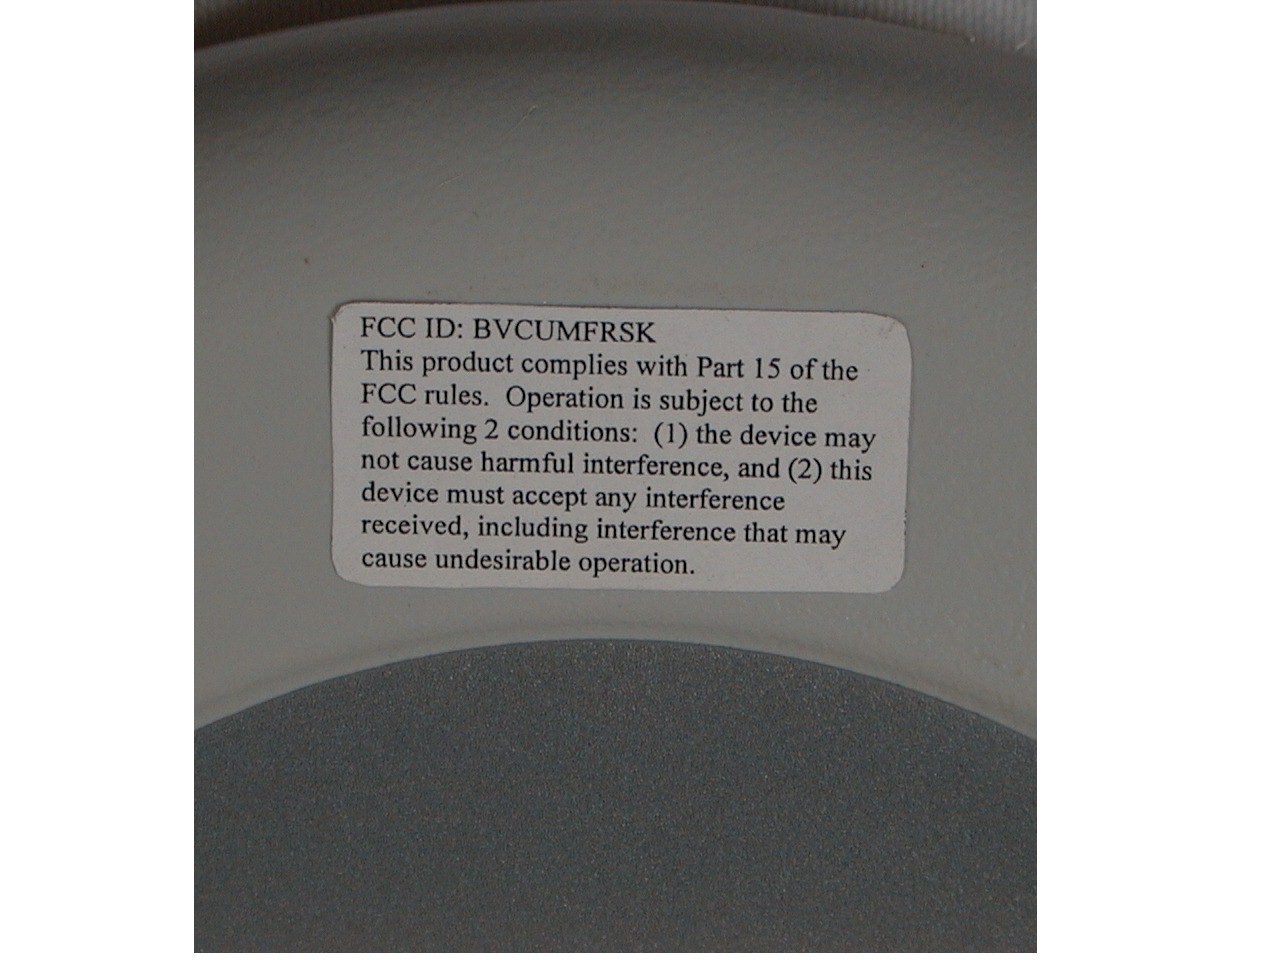 FCC ID: BVCUMFRSK
This product complies with Part 15 of the
FCC rules.  Operation is subject to the
following 2 conditions:  (1) the device may
not cause harmful interference, and (2) this
device must accept any interference
received, including interference that may
cause undesirable operation.